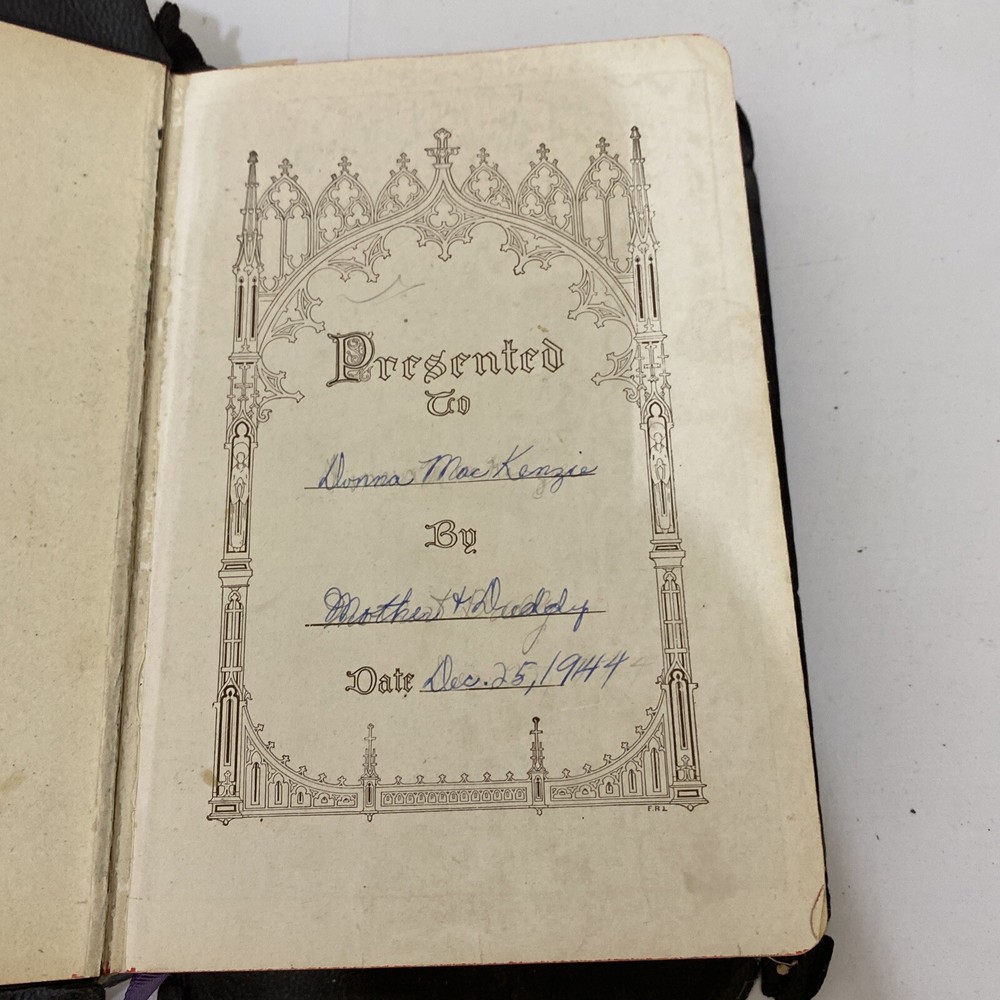 Presented
To
Donna MacKenzie
By
Mother & Daddy
Date Dec. 25, 1944
F.R.L.